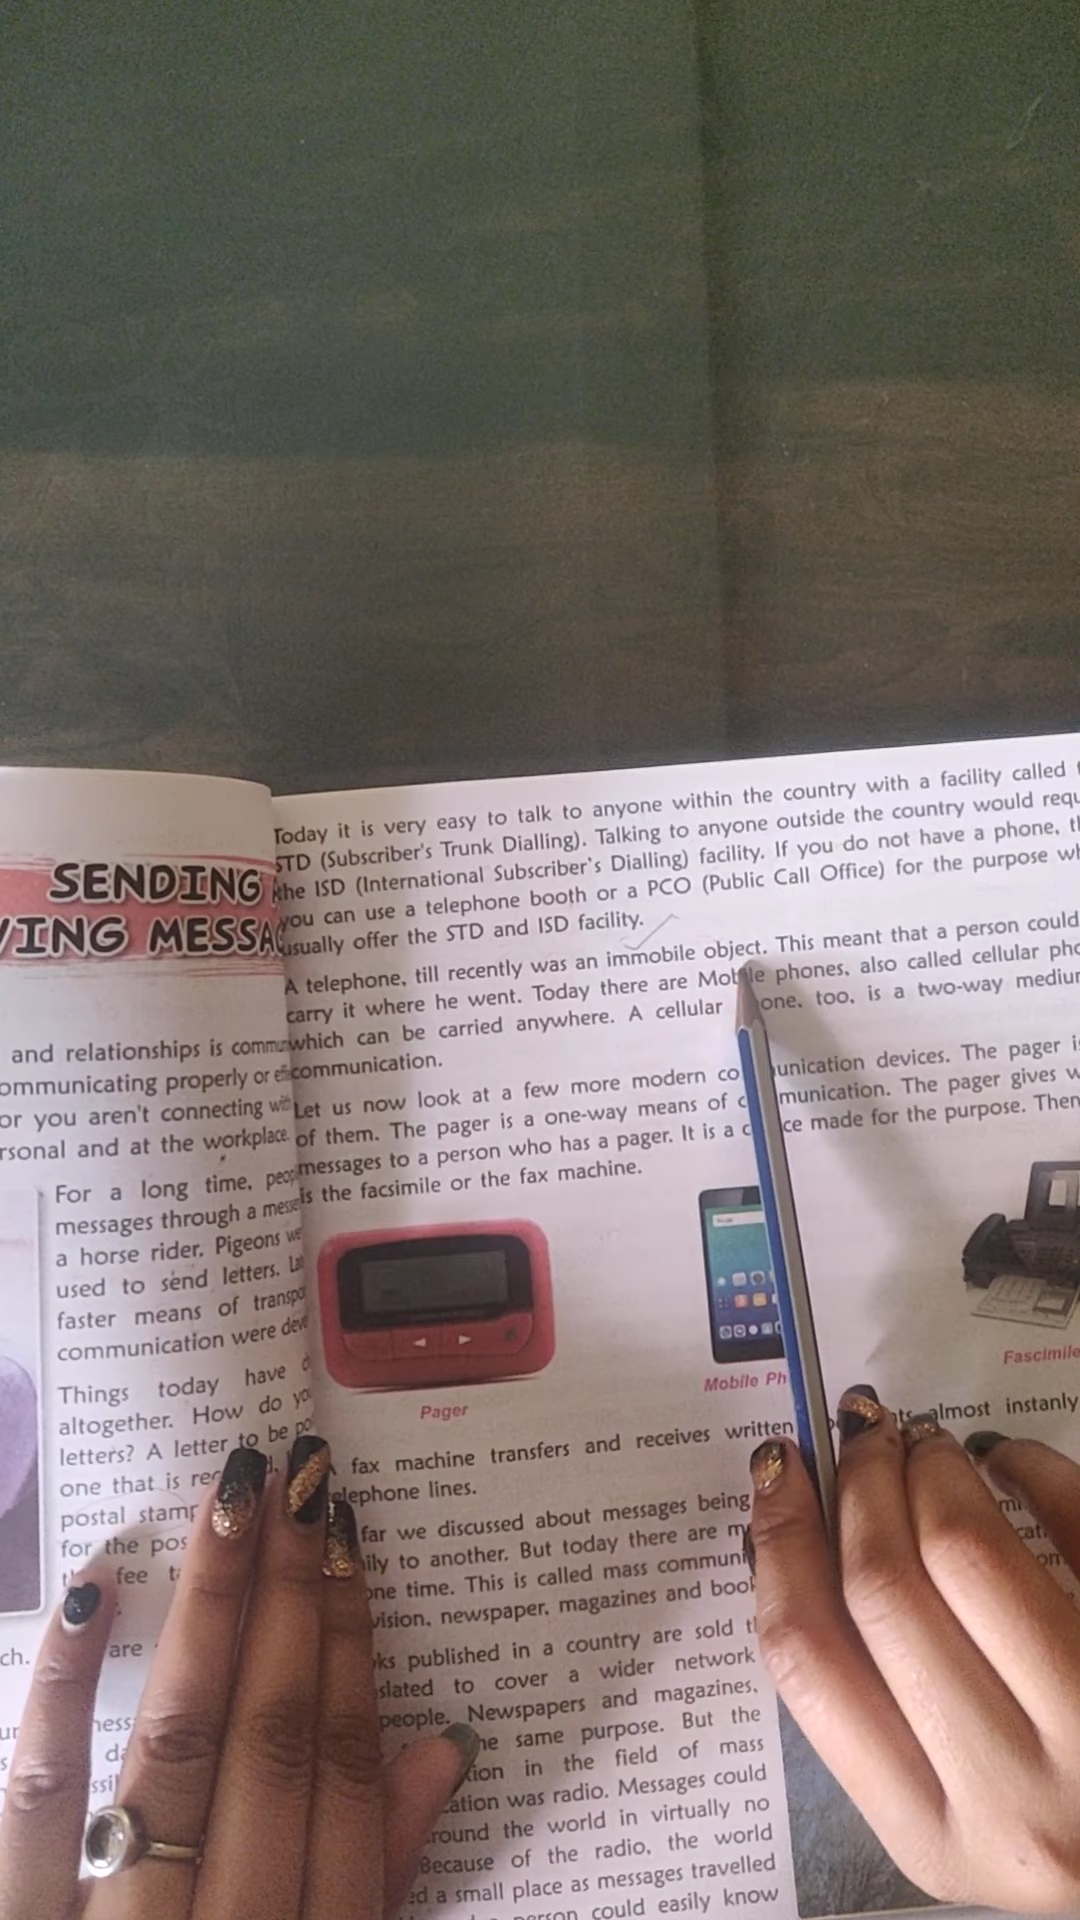 SENDING
VING MESSA
and relationships is commun
ommunicating properly or
or you aren't connecting with
rsonal and at the workplace.
For a long time, peop
messages through a messe
a horse rider. Pigeons we
used to send letters.
faster means of transpo
communication were deve
Things today have
altogether. How do yo
letters? A letter to be po
one that is
postal stamp
for the pos
fee
are
ch.
Today it is very easy to talk to anyone within the country with a facility called
STD (Subscriber's Trunk Dialling). Talking to anyone outside the country would requ
the ISD (International Subscriber's Dialling) facility. If you do not have a phone, th
you can use a telephone booth or a PCO (Public Call Office) for the purpose wh
usually offer the STD and ISD facility.
A telephone, till recently was an immobile object. This meant that a person could
carry it where he went. Today there are Mobile phones, also called cellular pho
which can be carried anywhere. A cellular one, too, is a two-way medium
communication.
Let us now look at a few more modern co unication devices. The pager is
of them. The pager is a one-way means of c munication. The pager gives w
messages to a person who has a pager. It is a ce made for the purpose. Then
is the facsimile or the fax machine.
Pager
Mobile Ph
Fascimile
fax machine transfers and receives written almost instanly
elephone lines.
far we discussed about messages being
ily to another. But today there are m
one time. This is called mass communi
vision, newspaper, magazines and book
ks published in a country are sold
slated to cover a wider network
people. Newspapers and magazines,
he same purpose. But the
tion in the field of mass
cation was radio. Messages could
round the world in virtually no
Because of the radio, the world
ed a small place as messages travelled
person could easily know